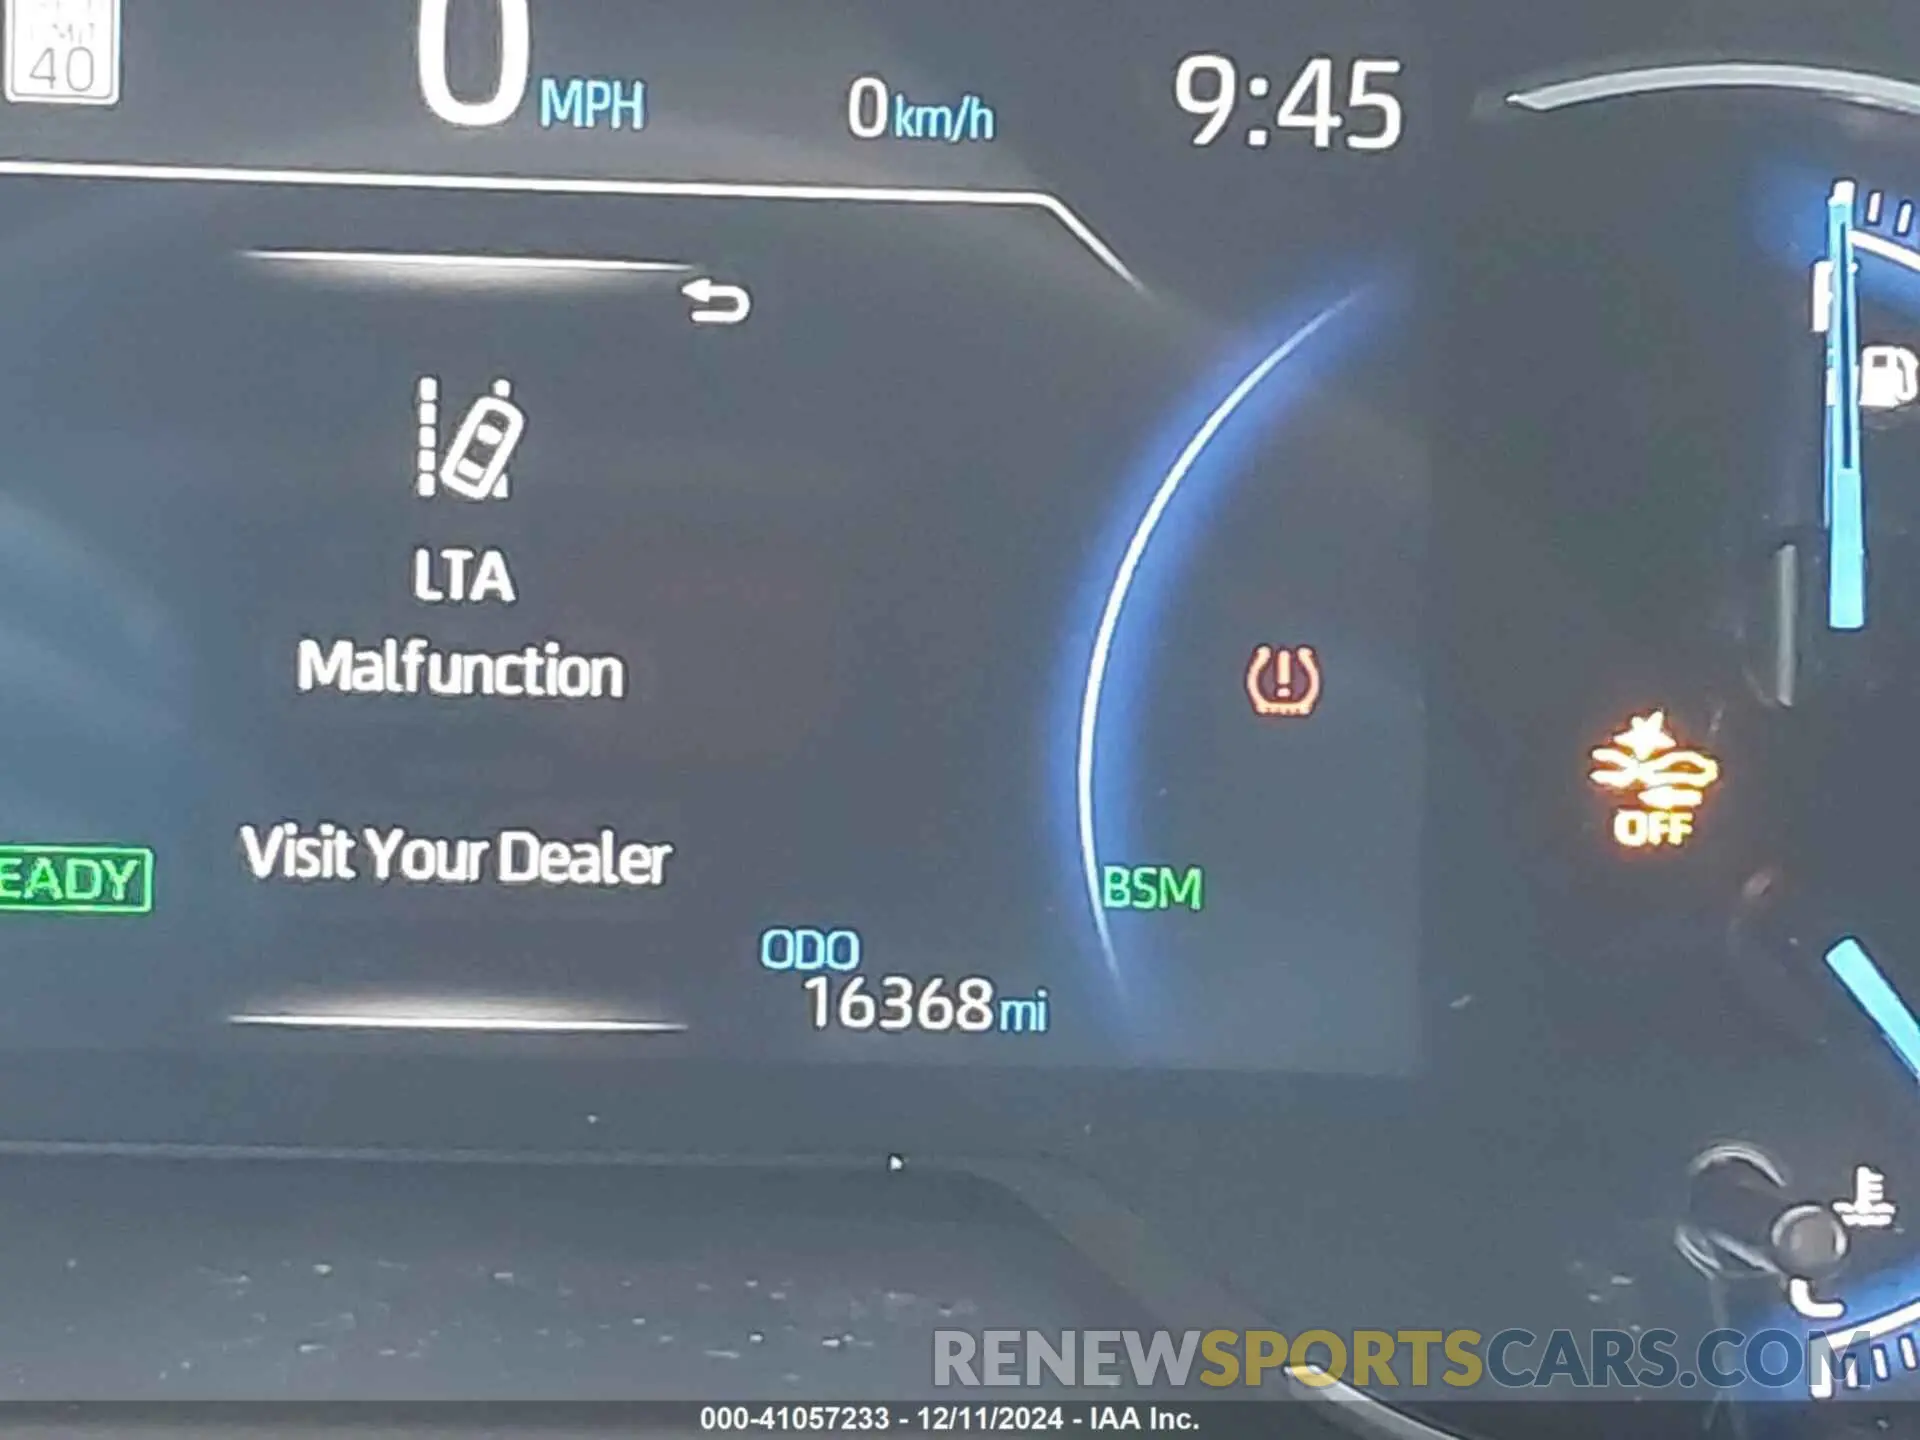 LIMIT
40
0 MPH
0 km/h
9:45
LTA
Malfunction
Visit Your Dealer
EADY
BSM
OFF
ODO
16368 mi
RENEWSPORTSCARS.COM
000-41057233 - 12/11/2024 - IAA Inc.